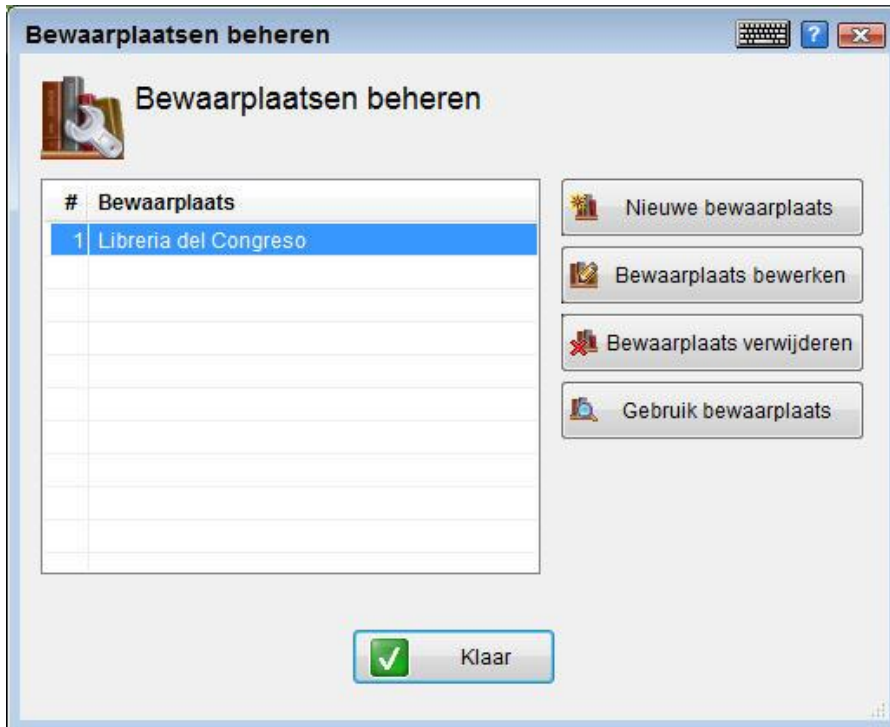 Bewaarplaatsen beheren
?
Bewaarplaatsen beheren
# Bewaarplaats
1 Libreria del Congreso
Nieuwe bewaarplaats
Bewaarplaats bewerken
Bewaarplaats verwijderen
Gebruik bewaarplaats
Klaar